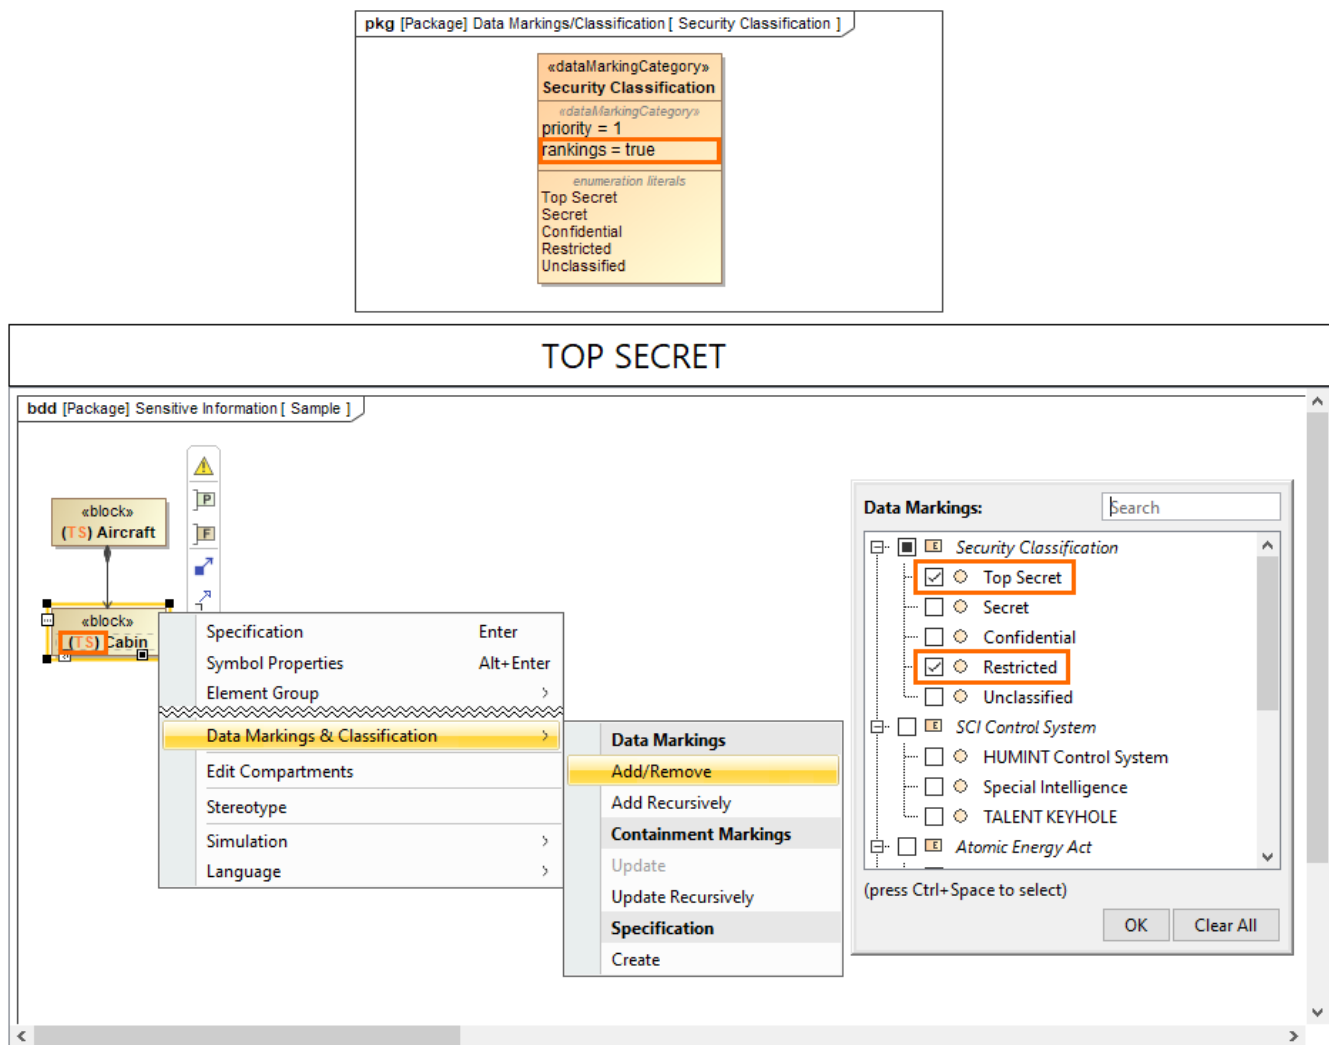 pkg [Package] Data Markings/Classification [ Security Classification ]
«dataMarkingCategory»
Security Classification
«dataMarkingCategory»
priority = 1
rankings = true
enumeration literals
Top Secret
Secret
Confidential
Restricted
Unclassified
TOP SECRET
bdd [Package] Sensitive Information [ Sample ]
«block»
(TS) Aircraft
«block»
(TS) Cabin
P
F
Specification Enter
Symbol Properties Alt+Enter
Element Group
Data Markings & Classification
Edit Compartments
Stereotype
Simulation
Language
Data Markings
Add/Remove
Add Recursively
Containment Markings
Update
Update Recursively
Specification
Create
Data Markings: Search
E Security Classification
Top Secret
Secret
Confidential
Restricted
Unclassified
E SCI Control System
HUMINT Control System
Special Intelligence
TALENT KEYHOLE
E Atomic Energy Act
(press Ctrl+Space to select)
OK Clear All